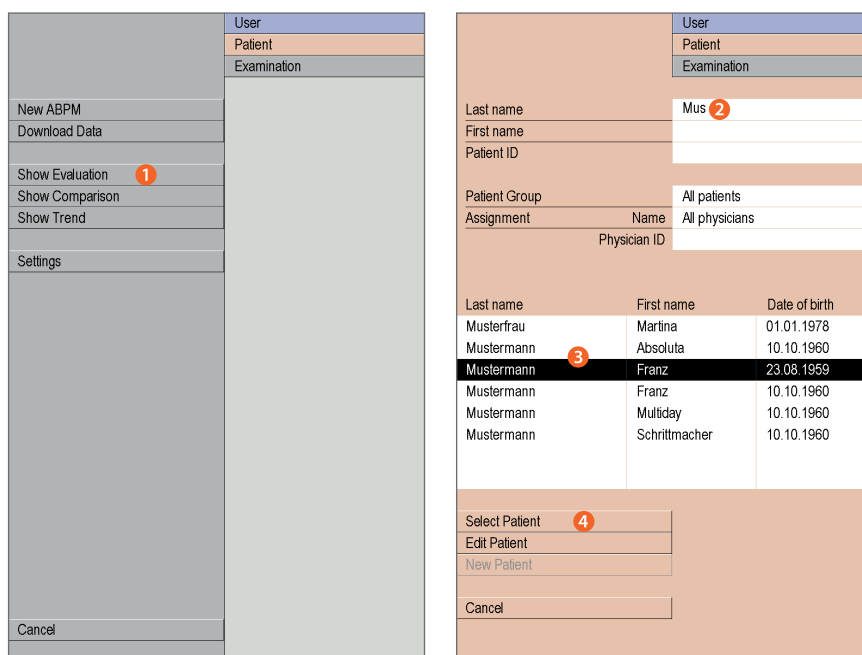 User
Patient
Examination
New ABPM
Download Data
Show Evaluation 1
Show Comparison
Show Trend
Settings
Cancel
User
Patient
Examination
Last name Mus 2
First name
Patient ID
Patient Group All patients
Assignment Name All physicians
Physician ID
Last name First name Date of birth
Musterfrau Martina 01.01.1978
Mustermann Absoluta 10.10.1960
3
Mustermann Franz 23.08.1959
Mustermann Franz 10.10.1960
Mustermann Multiday 10.10.1960
Mustermann Schrittmacher 10.10.1960
Select Patient 4
Edit Patient
New Patient
Cancel